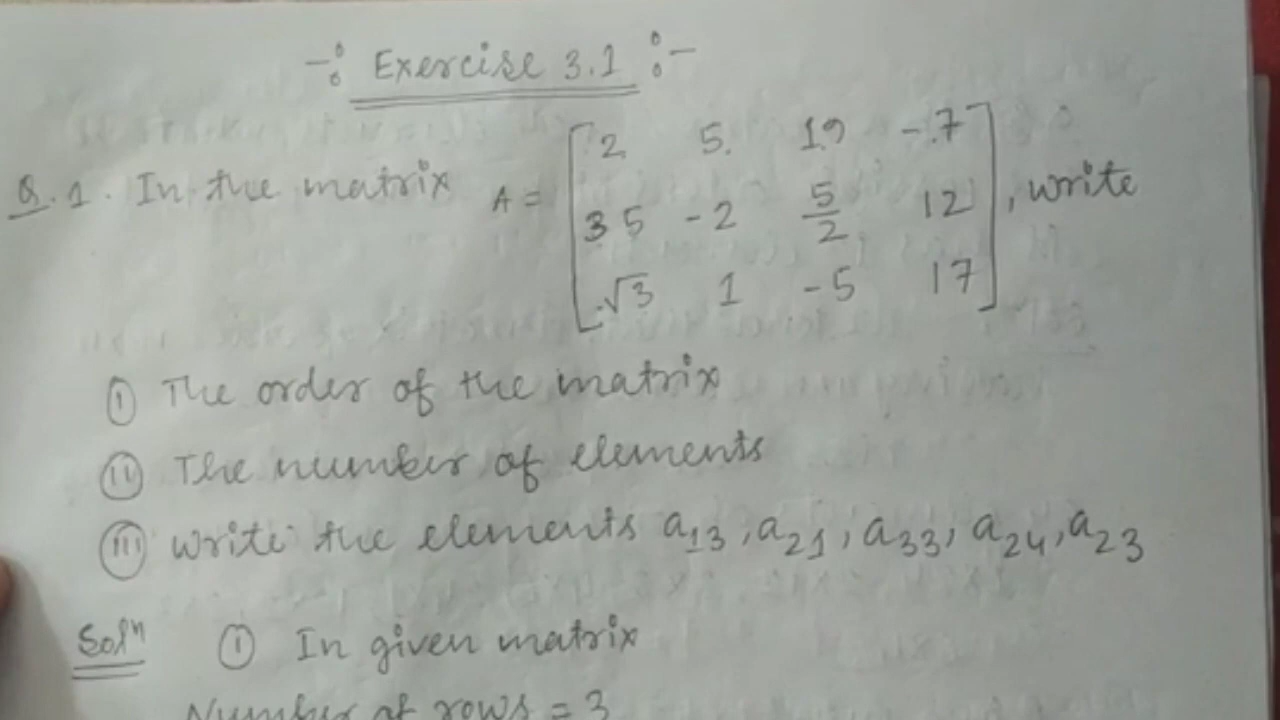 -: Exercise 3.1 :-
Q.1. In the matrix A = [2 5 19 -7
35 -2 5/2 12
√3 1 -5 17], write
(i) The order of the matrix
(ii) The number of elements
(iii) Write the elements a13, a21, a33, a24, a23
Solⁿ (i) In given matrix
Number of rows = 3